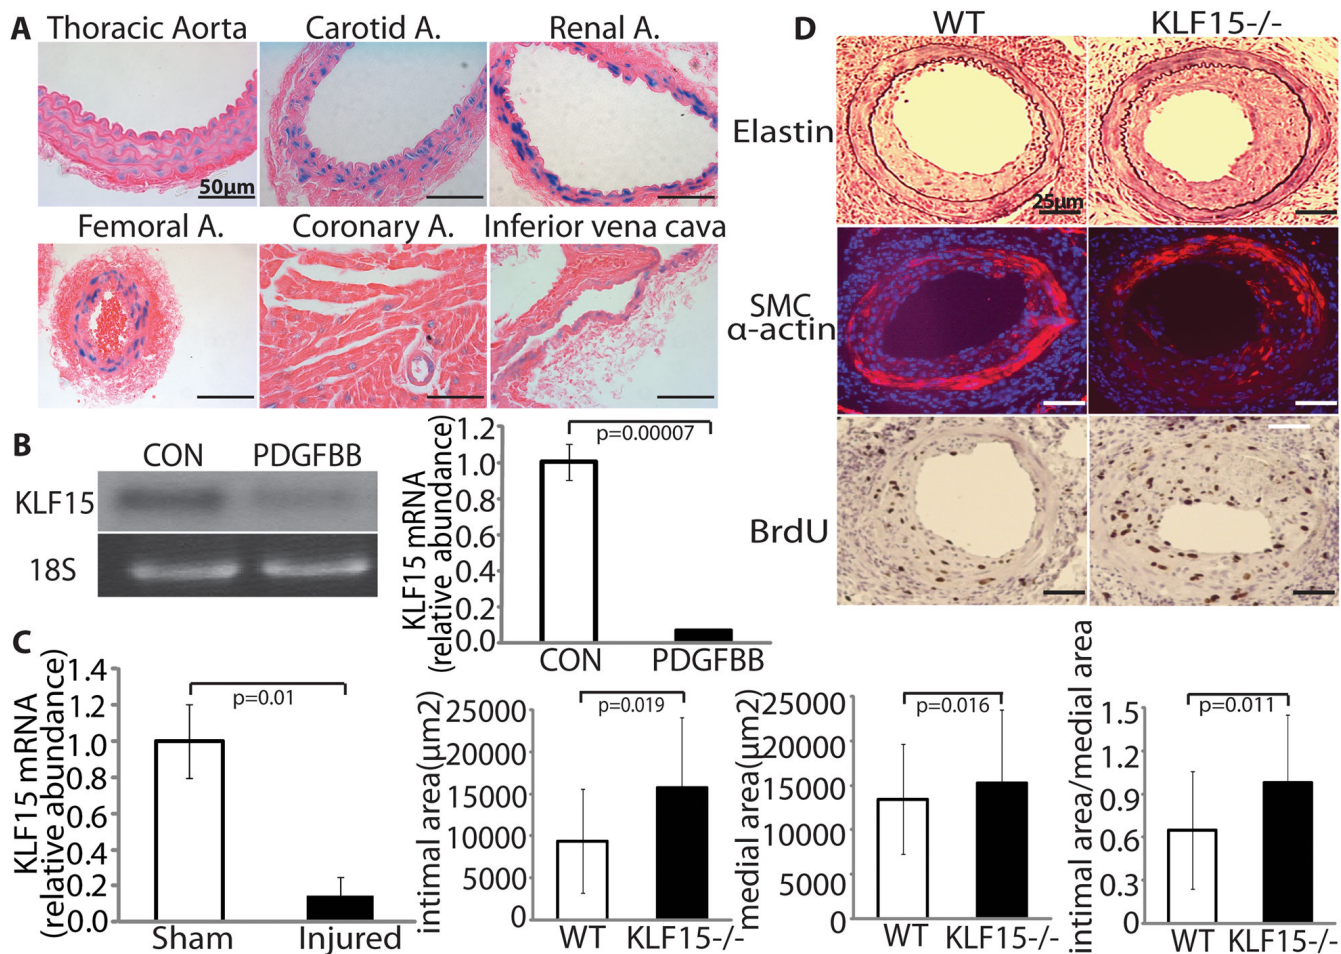 A
Thoracic Aorta
Carotid A.
Renal A.
50µm
Femoral A.
Coronary A.
Inferior vena cava
B
CON
PDGFBB
KLF15
18S
KLF15 mRNA
(relative abundance)
1.2
1.0
0.8
0.6
0.4
0.2
0.0
p=0.00007
CON
PDGFBB
C
KLF15 mRNA
(relative abundance)
1.4
1.2
1.0
0.8
0.6
0.4
0.2
0.0
p=0.01
Sham
Injured
D
WT
KLF15-/-
Elastin
25µm
SMC
α-actin
BrdU
intimal area(µm2)
25000
20000
15000
10000
5000
0
p=0.019
WT
KLF15-/-
medial area(µm2)
25000
20000
15000
10000
5000
0
p=0.016
WT
KLF15-/-
intimal area/medial area
1.5
1.2
0.9
0.6
0.3
0
p=0.011
WT
KLF15-/-